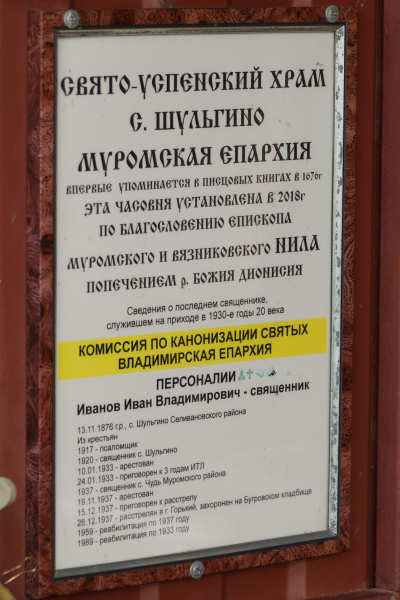 СВЯТО-УСПЕНСКИЙ ХРАМ
С. ШУЛЬГИНО
МУРОМСКАЯ ЕПАРХИЯ
ВПЕРВЫЕ УПОМИНАЕТСЯ В ПИСЦОВЫХ КНИГАХ В 1676г
ЭТА ЧАСОВНЯ УСТАНОВЛЕНА В 2018г
ПО БЛАГОСЛОВЕНИЮ ЕПИСКОПА
МУРОМСКОГО И ВЯЗНИКОВСКОГО НИЛА
ПОПЕЧЕНИЕМ р. БОЖИЯ ДИОНИСИЯ
Сведения о последнем священнике,
служившем на приходе в 1930-е годы 20 века
КОМИССИЯ ПО КАНОНИЗАЦИИ СВЯТЫХ
ВЛАДИМИРСКАЯ ЕПАРХИЯ
ПЕРСОНАЛИИ
Иванов Иван Владимирович - священник
13.11.1876 г.р., с. Шульгино Селивановского района
Из крестьян
1917 - псаломщик
1920 - священник с. Шульгино
10.01.1933 - арестован
24.01.1933 - приговорен к 3 годам ИТЛ
1937 - священник с. Чудь Муромского района
19.11.1937 - арестован
15.12.1937 - приговорен к расстрелу
26.12.1937 - расстрелян в г. Горький, захоронен на Бугровском кладбище
1959 - реабилитация по 1937 году
1989 - реабилитация по 1933 году